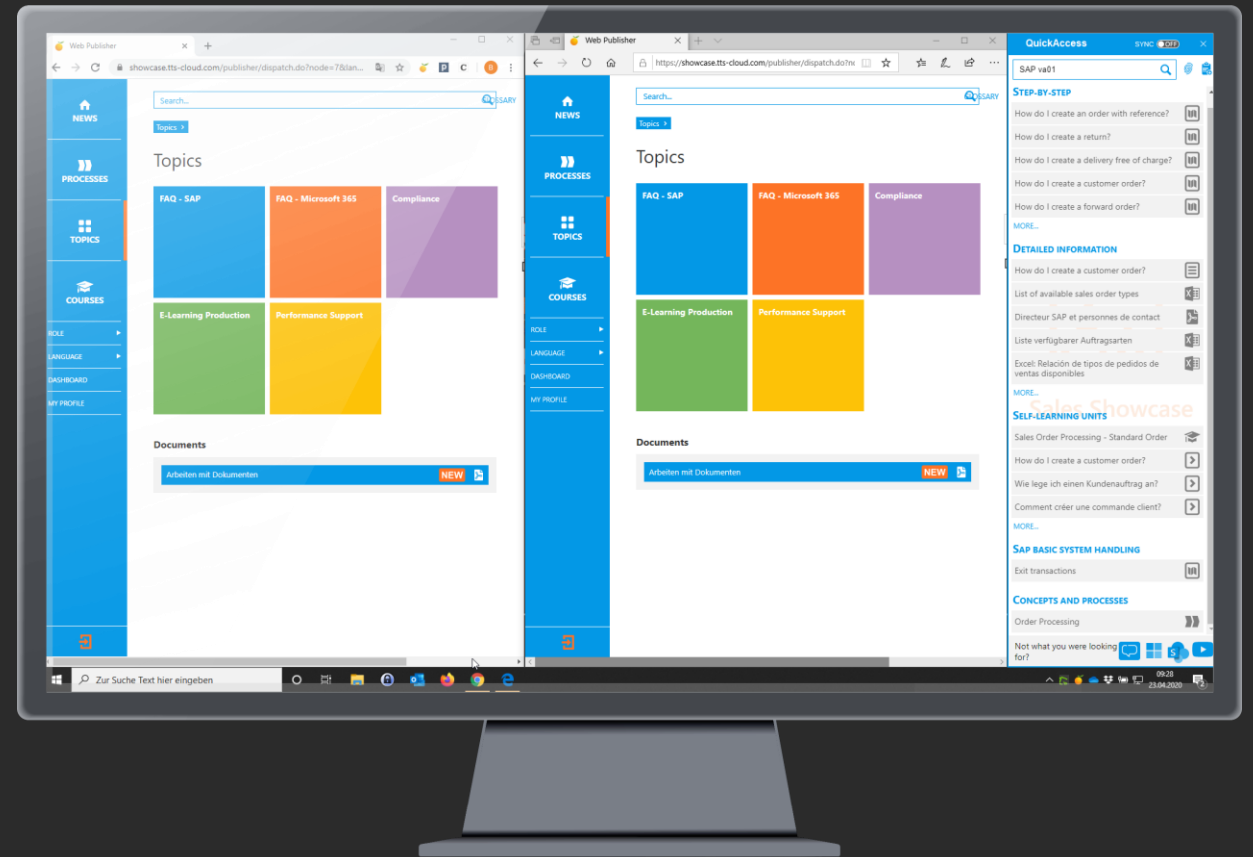 Web Publisher
showcase.tts-cloud.com/publisher/dispatch.do?node=7&lan...
NEWS
PROCESSES
TOPICS
COURSES
ROLE
LANGUAGE
DASHBOARD
MY PROFILE
Search...
GLOSSARY
Topics >
Topics
FAQ - SAP
FAQ - Microsoft 365
Compliance
E-Learning Production
Performance Support
Documents
Arbeiten mit Dokumenten
NEW
Web Publisher
https://showcase.tts-cloud.com/publisher/dispatch.do?n
NEWS
PROCESSES
TOPICS
COURSES
ROLE
LANGUAGE
DASHBOARD
MY PROFILE
Search...
GLOSSARY
Topics >
Topics
FAQ - SAP
FAQ - Microsoft 365
Compliance
E-Learning Production
Performance Support
Documents
Arbeiten mit Dokumenten
NEW
QuickAccess
SYNC OFF
SAP va01
STEP-BY-STEP
How do I create an order with reference?
How do I create a return?
How do I create a delivery free of charge?
How do I create a customer order?
How do I create a forward order?
MORE...
DETAILED INFORMATION
How do I create a customer order?
List of available sales order types
Directeur SAP et personnes de contact
Liste verfügbarer Auftragsarten
Excel: Relación de tipos de pedidos de
ventas disponibles
MORE...
Sales Showcase
SELF-LEARNING UNITS
Sales Order Processing - Standard Order
How do I create a customer order?
Wie lege ich einen Kundenauftrag an?
Comment créer une commande client?
MORE...
SAP BASIC SYSTEM HANDLING
Exit transactions
CONCEPTS AND PROCESSES
Order Processing
Not what you were looking
for?
Zur Suche Text hier eingeben
09:28
23.04.2020